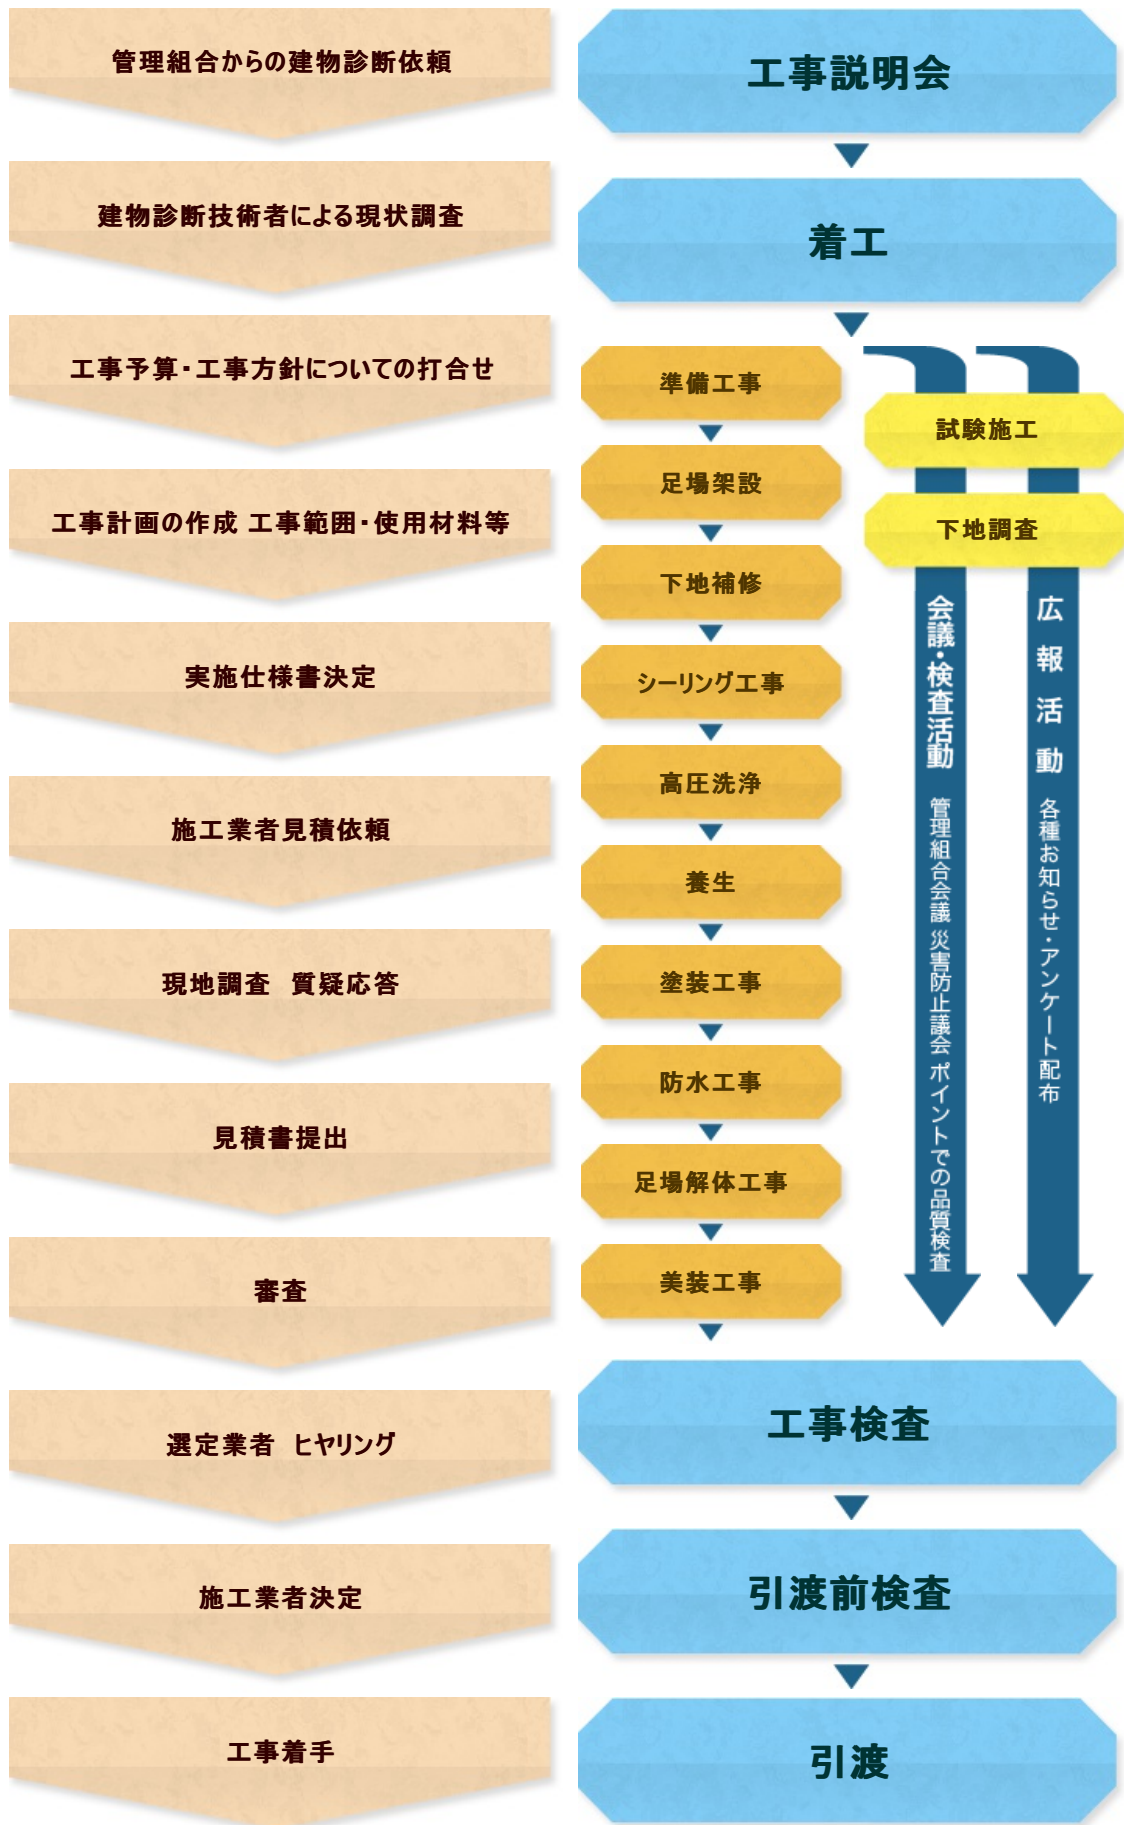 管理組合からの建物診断依頼
建物診断技術者による現状調査
工事予算・工事方針についての打合せ
工事計画の作成 工事範囲・使用材料等
実施仕様書決定
施工業者見積依頼
現地調査　質疑応答
見積書提出
審査
選定業者　ヒヤリング
施工業者決定
工事着手
工事説明会
着工
準備工事
足場架設
下地補修
シーリング工事
高圧洗浄
養生
塗装工事
防水工事
足場解体工事
美装工事
試験施工
下地調査
会議・検査活動 管理組合会議 災害防止議会 ポイントでの品質検査
広報活動 各種お知らせ・アンケート配布
工事検査
引渡前検査
引渡